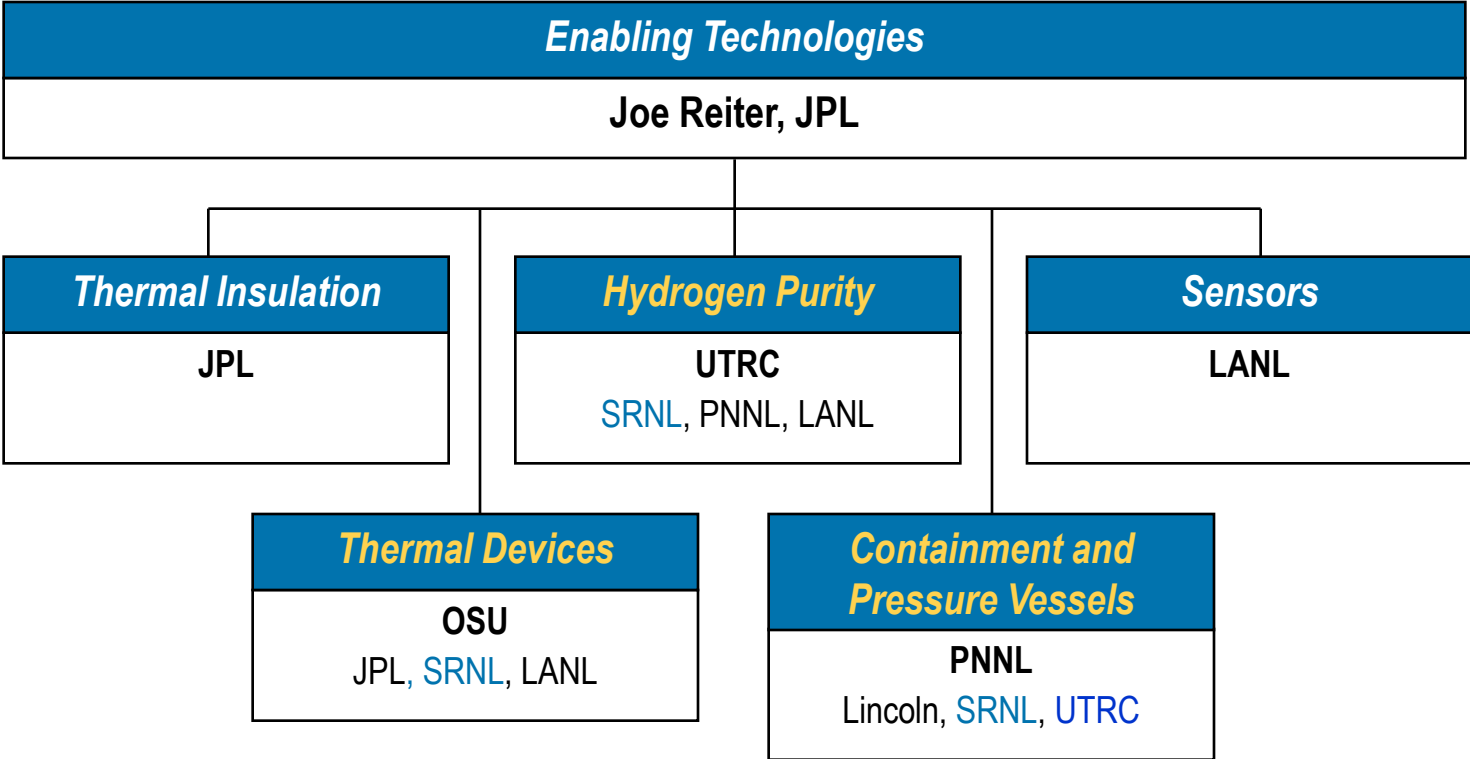 Enabling Technologies
Joe Reiter, JPL
Thermal Insulation
JPL
Hydrogen Purity
UTRC
SRNL, PNNL, LANL
Sensors
LANL
Thermal Devices
OSU
JPL, SRNL, LANL
Containment and
Pressure Vessels
PNNL
Lincoln, SRNL, UTRC